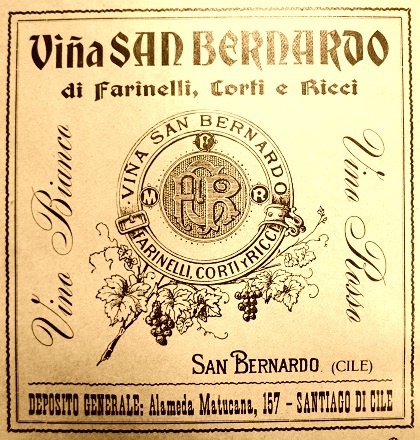 Viña SAN BERNARDO
di Farinelli, Corti e Ricci
Vino Bianco
VIÑA SAN BERNARDO
F
M
R
FCR
FARINELLI, CORTI Y RICCI
Vino Rosso
SAN BERNARDO. (CILE)
DEPOSITO GENERALE: Alameda Matucana, 157 - SANTIAGO DI CILE